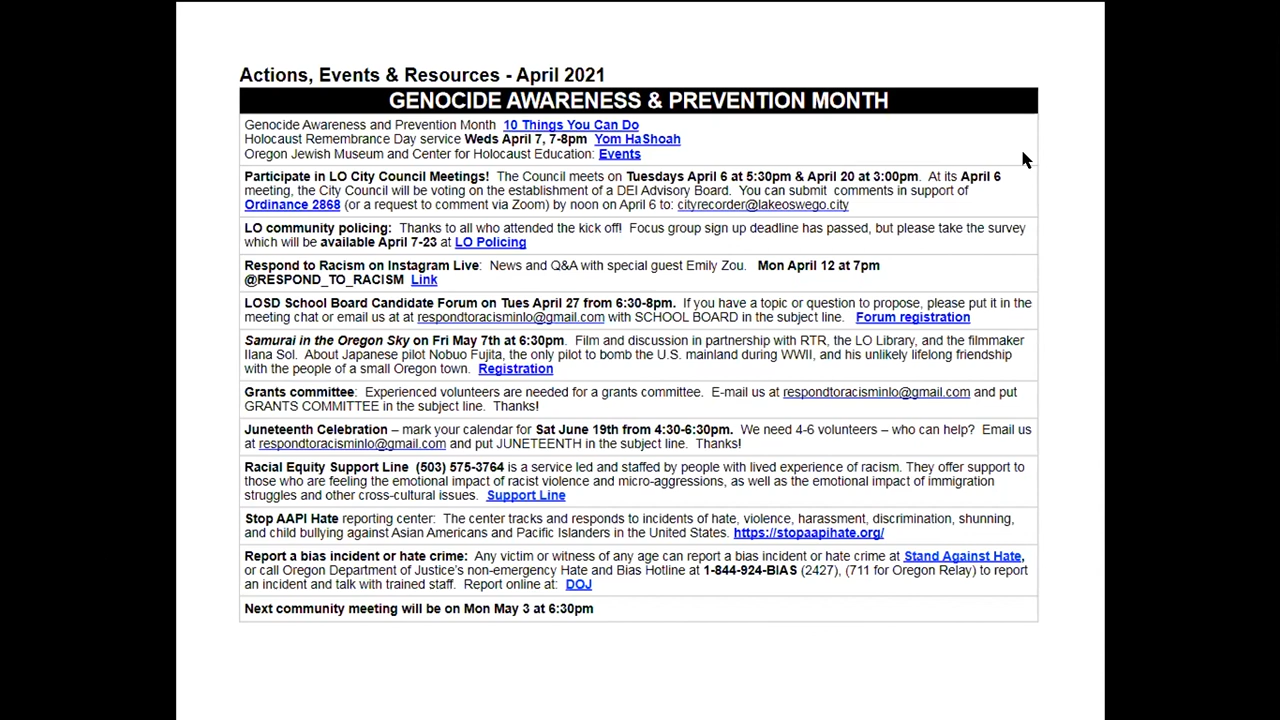 Actions, Events & Resources - April 2021
GENOCIDE AWARENESS & PREVENTION MONTH
Genocide Awareness and Prevention Month 10 Things You Can Do
Holocaust Remembrance Day service Weds April 7, 7-8pm Yom HaShoah
Oregon Jewish Museum and Center for Holocaust Education: Events
Participate in LO City Council Meetings! The Council meets on Tuesdays April 6 at 5:30pm & April 20 at 3:00pm. At its April 6
meeting, the City Council will be voting on the establishment of a DEI Advisory Board. You can submit comments in support of
Ordinance 2868 (or a request to comment via Zoom) by noon on April 6 to: cityrecorder@lakeoswego.city
LO community policing: Thanks to all who attended the kick off! Focus group sign up deadline has passed, but please take the survey
which will be available April 7-23 at LO Policing
Respond to Racism on Instagram Live: News and Q&A with special guest Emily Zou. Mon April 12 at 7pm
@RESPOND_TO_RACISM Link
LOSD School Board Candidate Forum on Tues April 27 from 6:30-8pm. If you have a topic or question to propose, please put it in the
meeting chat or email us at at respondtoracisminlo@gmail.com with SCHOOL BOARD in the subject line. Forum registration
Samurai in the Oregon Sky on Fri May 7th at 6:30pm. Film and discussion in partnership with RTR, the LO Library, and the filmmaker
Ilana Sol. About Japanese pilot Nobuo Fujita, the only pilot to bomb the U.S. mainland during WWII, and his unlikely lifelong friendship
with the people of a small Oregon town. Registration
Grants committee: Experienced volunteers are needed for a grants committee. E-mail us at respondtoracisminlo@gmail.com and put
GRANTS COMMITTEE in the subject line. Thanks!
Juneteenth Celebration – mark your calendar for Sat June 19th from 4:30-6:30pm. We need 4-6 volunteers – who can help? Email us
at respondtoracisminlo@gmail.com and put JUNETEENTH in the subject line. Thanks!
Racial Equity Support Line (503) 575-3764 is a service led and staffed by people with lived experience of racism. They offer support to
those who are feeling the emotional impact of racist violence and micro-aggressions, as well as the emotional impact of immigration
struggles and other cross-cultural issues. Support Line
Stop AAPI Hate reporting center: The center tracks and responds to incidents of hate, violence, harassment, discrimination, shunning,
and child bullying against Asian Americans and Pacific Islanders in the United States. https://stopaapihate.org/
Report a bias incident or hate crime: Any victim or witness of any age can report a bias incident or hate crime at Stand Against Hate,
or call Oregon Department of Justice's non-emergency Hate and Bias Hotline at 1-844-924-BIAS (2427), (711 for Oregon Relay) to report
an incident and talk with trained staff. Report online at: DOJ
Next community meeting will be on Mon May 3 at 6:30pm